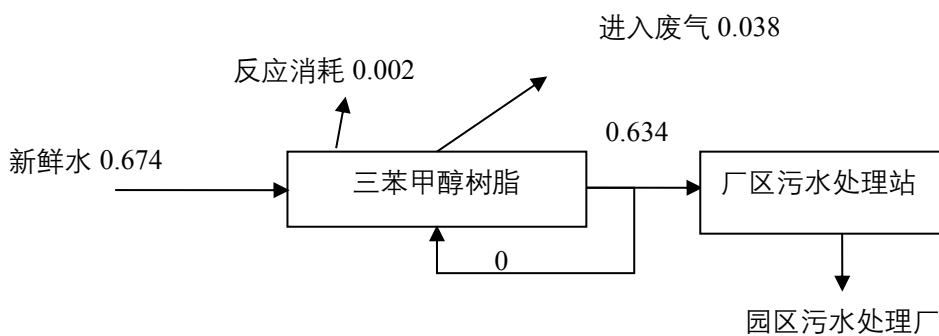 进入废气 0.038
反应消耗 0.002
0.634
新鲜水 0.674
三苯甲醇树脂
厂区污水处理站
0
园区污水处理厂